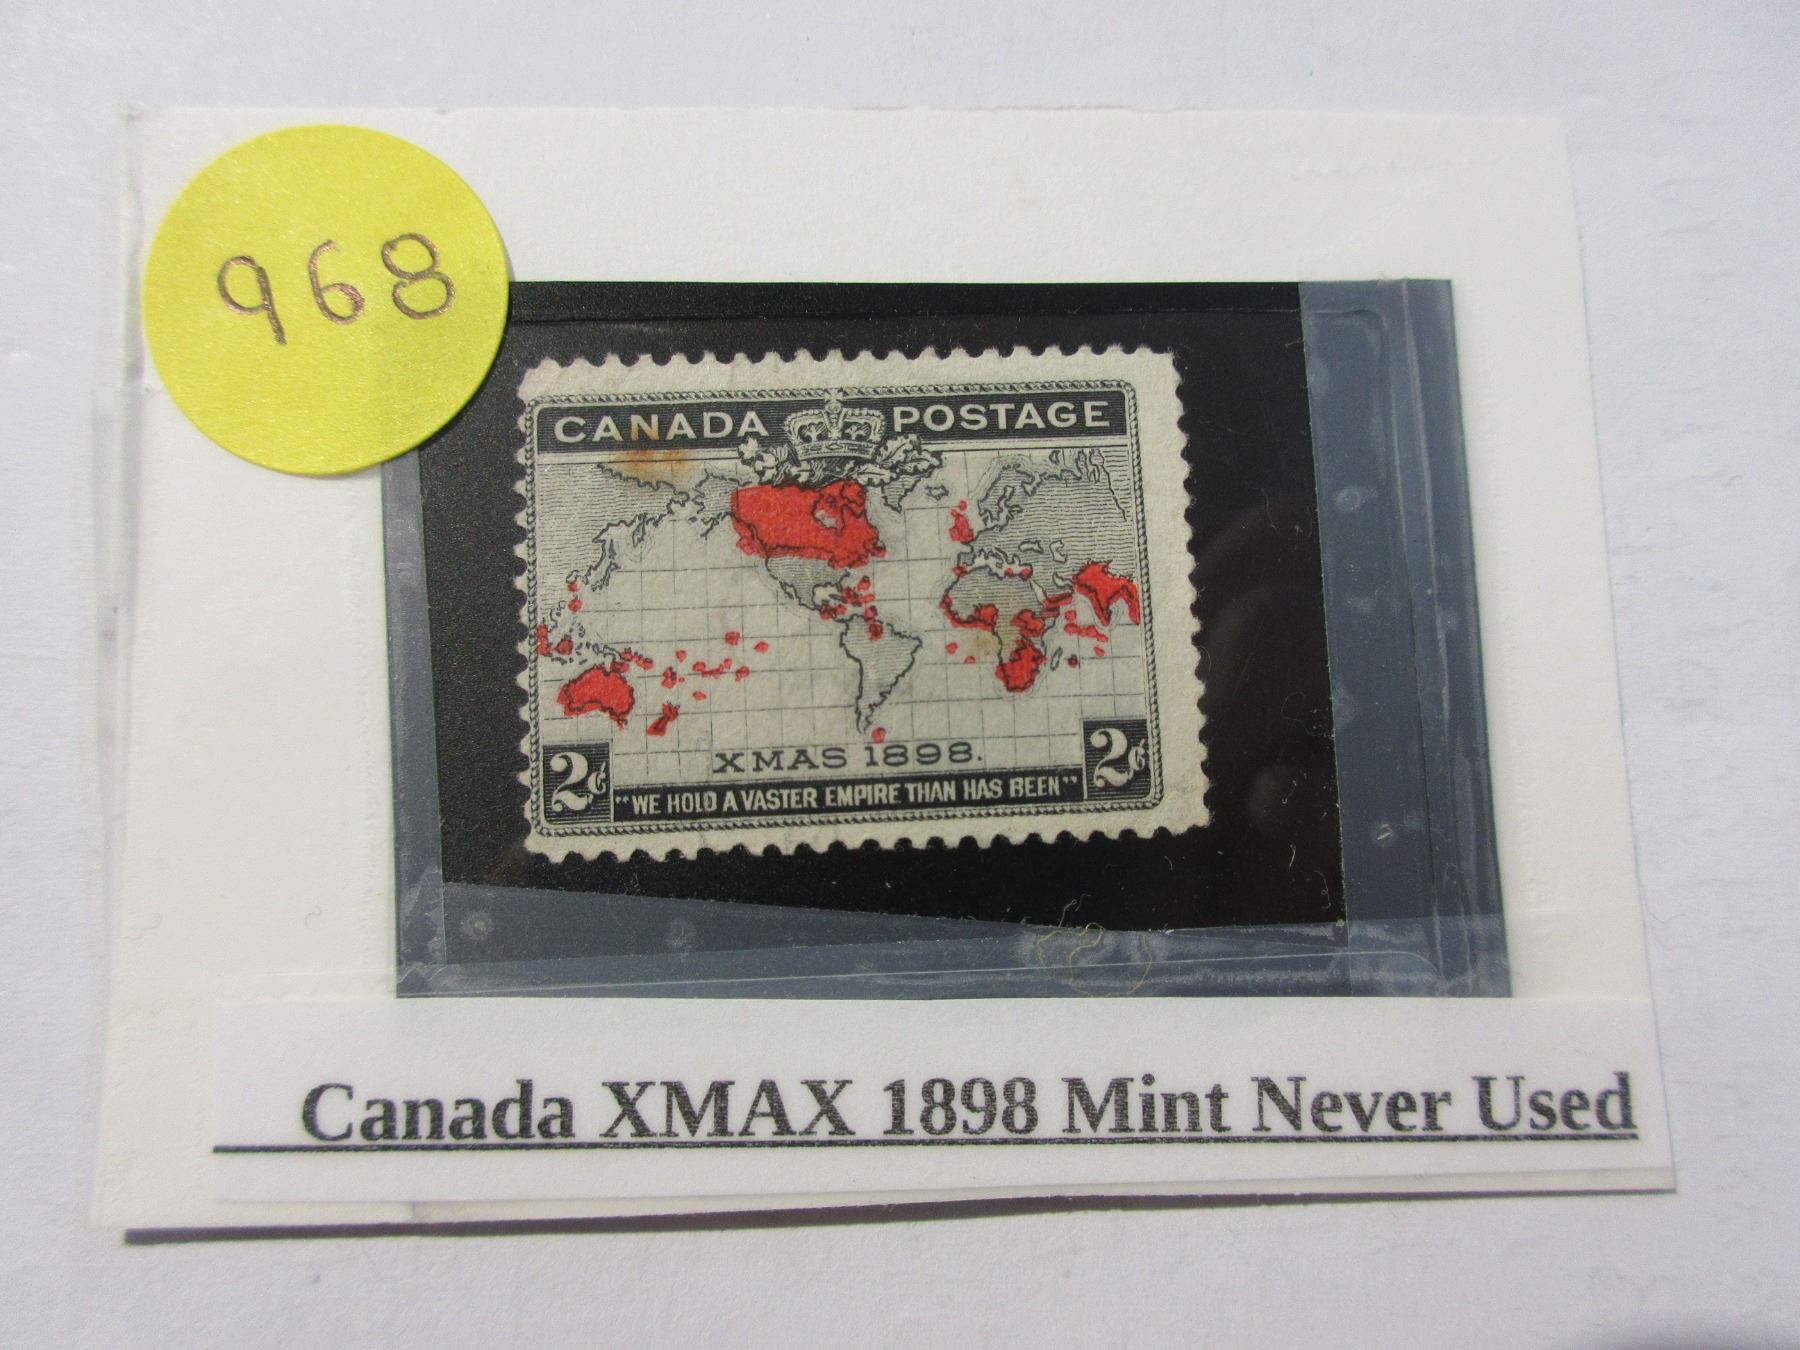 968
CANADA POSTAGE
XMAS 1898.
2¢ 2¢
"WE HOLD A VASTER EMPIRE THAN HAS BEEN"
Canada XMAX 1898 Mint Never Used